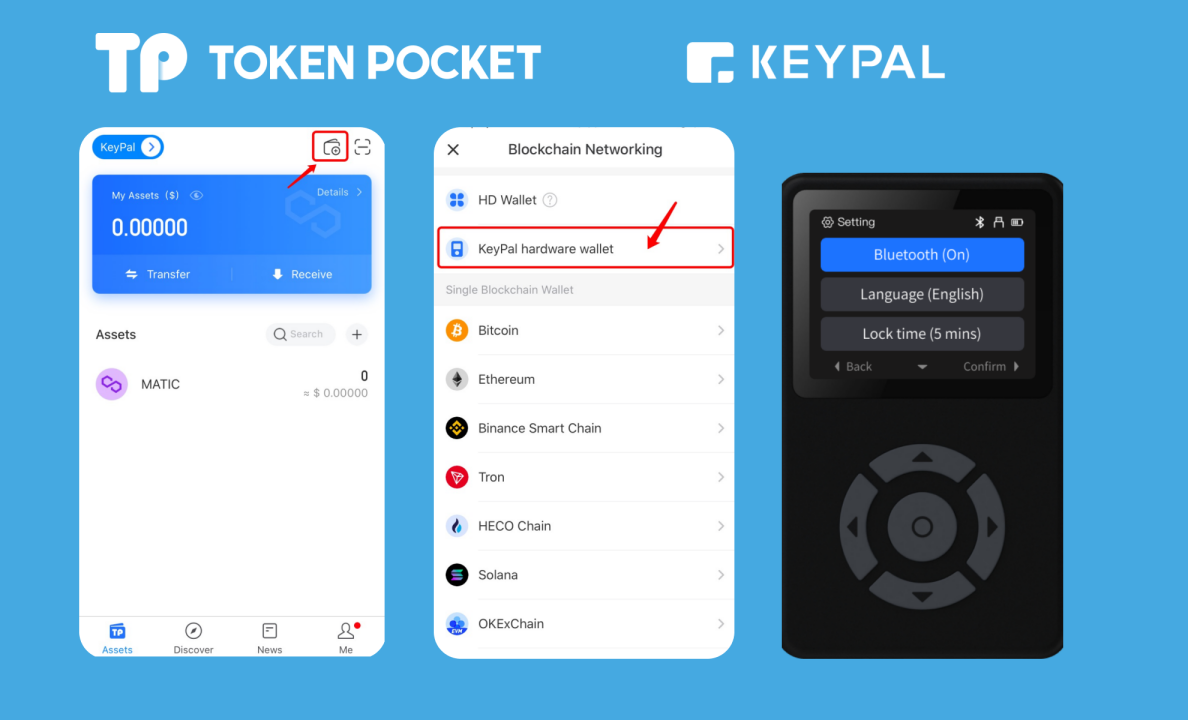 TP TOKEN POCKET
KEYPAL
KeyPal
My Assets ($)
Details >
0.00000
Transfer
Receive
Assets
Search
+
MATIC
0
≈ $ 0.00000
TP
Assets
Discover
News
Me
× Blockchain Networking
HD Wallet ?
KeyPal hardware wallet
Single Blockchain Wallet
Bitcoin
Ethereum
Binance Smart Chain
Tron
HECO Chain
Solana
EVM
OKExChain
Setting
Bluetooth (On)
Language (English)
Lock time (5 mins)
Back
Confirm